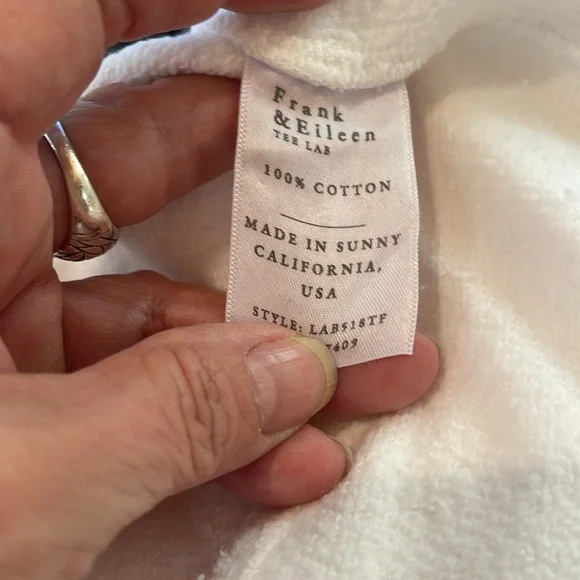 Frank
&Eileen
TEE LAB
100% COTTON
MADE IN SUNNY
CALIFORNIA,
USA
STYLE: LAB518TF